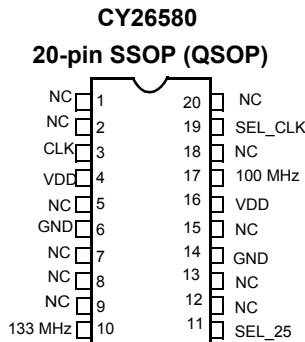 CY26580
20-pin SSOP (QSOP)
NC 1 20 NC
NC 2 19 SEL_CLK
CLK 3 18 NC
VDD 4 17 100 MHz
NC 5 16 VDD
GND 6 15 NC
NC 7 14 GND
NC 8 13 NC
NC 9 12 NC
133 MHz 10 11 SEL_25